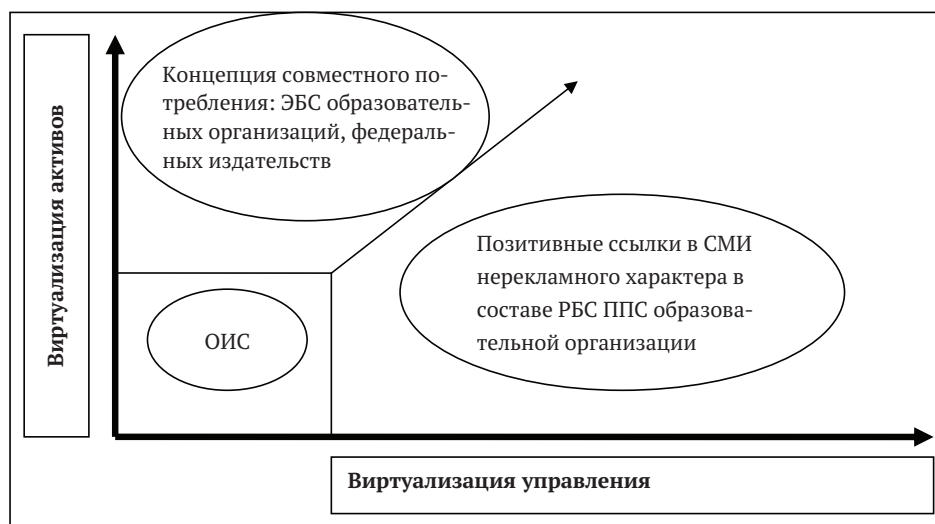 Виртуализация активов
Концепция совместного по-
требления: ЭБС образователь-
ных организаций, федераль-
ных издательств
Позитивные ссылки в СМИ
нерекламного характера в
составе РБС ППС образова-
тельной организации
ОИС
Виртуализация управления